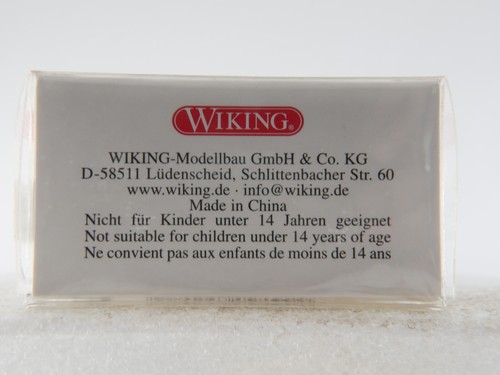 WIKING®
WIKING-Modellbau GmbH & Co. KG
D-58511 Lüdenscheid, Schlittenbacher Str. 60
www.wiking.de · info@wiking.de
Made in China
Nicht für Kinder unter 14 Jahren geeignet
Not suitable for children under 14 years of age
Ne convient pas aux enfants de moins de 14 ans